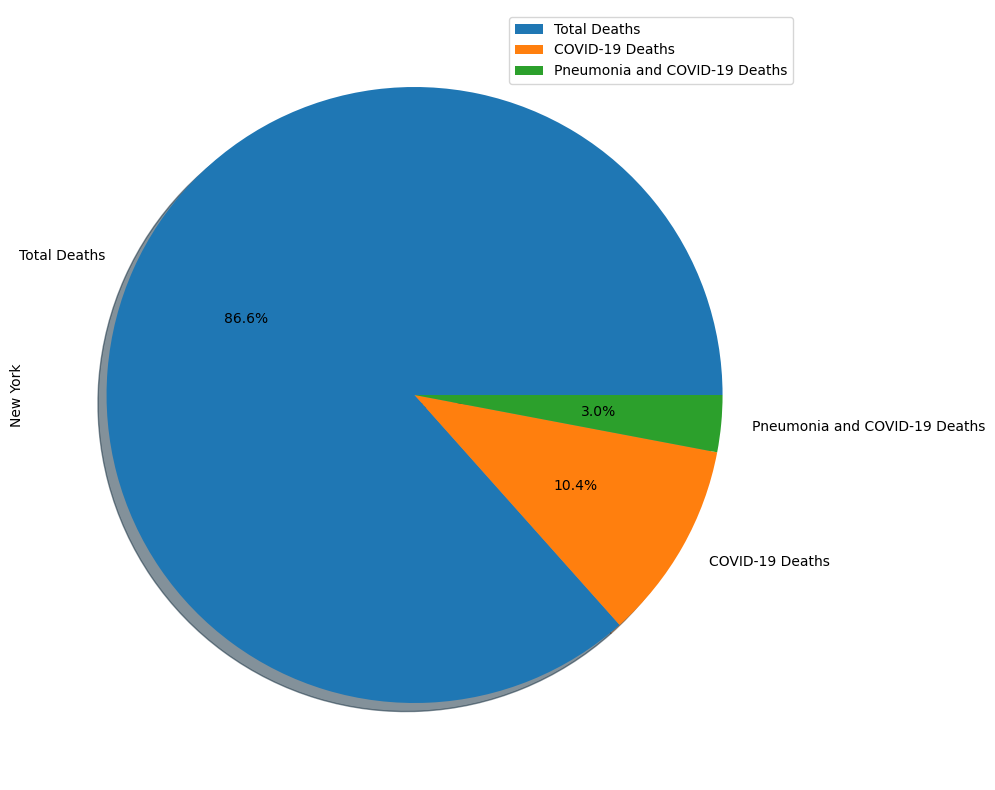 Total Deaths
COVID-19 Deaths
Pneumonia and COVID-19 Deaths
Total Deaths
86.6%
New York
3.0%
Pneumonia and COVID-19 Deaths
10.4%
COVID-19 Deaths